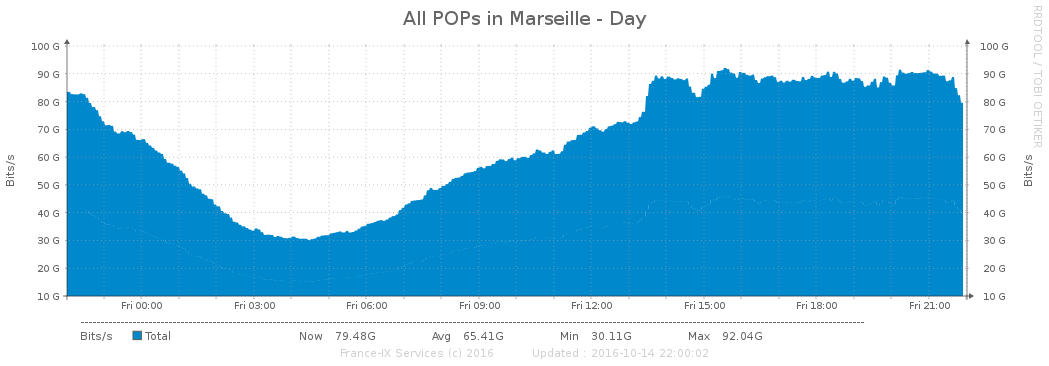 All POPs in Marseille - Day
RRDTOOL / TOBI OETIKER
100 G 100 G
90 G 90 G
80 G 80 G
70 G 70 G
60 G 60 G
50 G 50 G
40 G 40 G
30 G 30 G
20 G 20 G
10 G 10 G
Bits/s
Bits/s
Fri 00:00 Fri 03:00 Fri 06:00 Fri 09:00 Fri 12:00 Fri 15:00 Fri 18:00 Fri 21:00
Bits/s Total Now 79.48G Avg 65.41G Min 30.11G Max 92.04G
France-IX Services (c) 2016 Updated : 2016-10-14 22:00:02